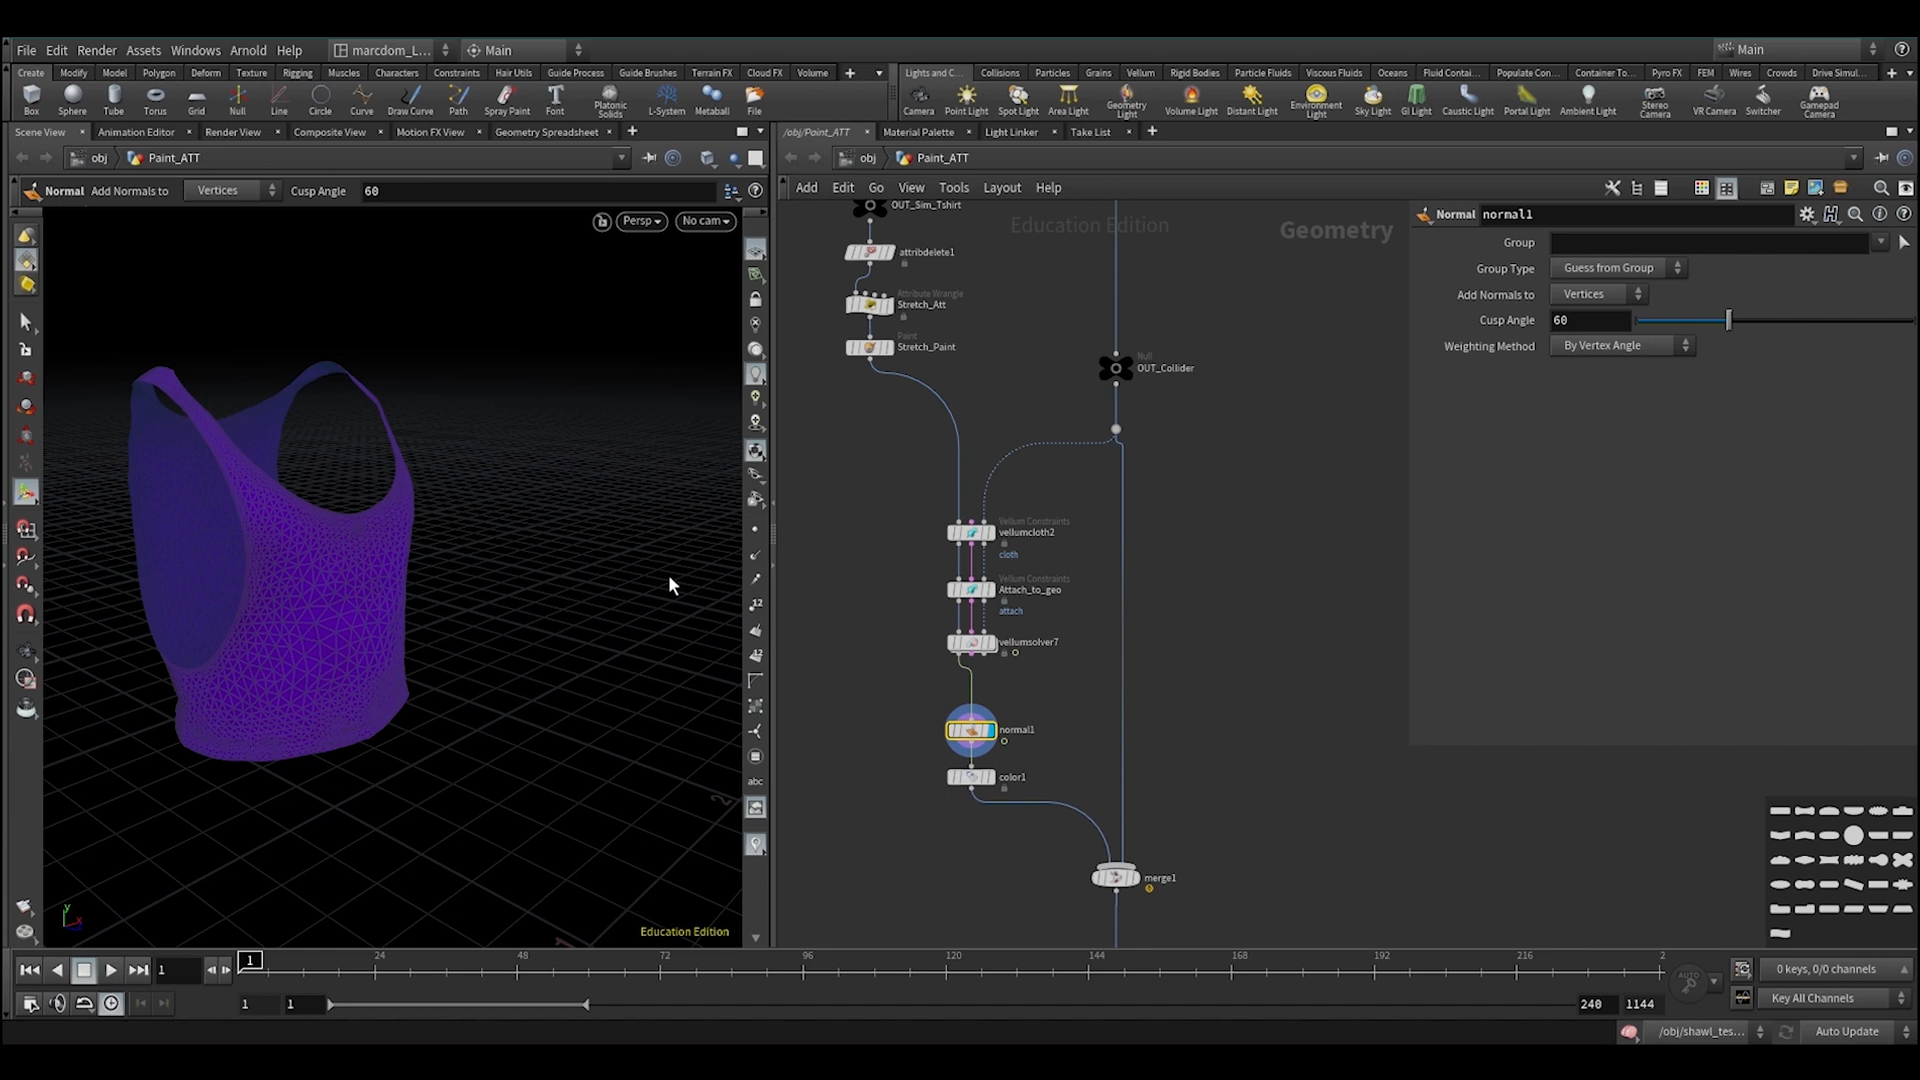 File Edit Render Assets Windows Arnold Help marcdom_L... Main Main
Create Modify Model Polygon Deform Texture Rigging Muscles Characters Constraints Hair Utils Guide Process Guide Brushes Terrain FX Cloud FX Volume
Lights and C... Collisions Particles Grains Vellum Rigid Bodies Particle Fluids Viscous Fluids Oceans Fluid Contai... Populate Con... Container To... Pyro FX FEM Wires Crowds Drive Simul...
Box Sphere Tube Torus Grid Null Line Circle Curve Draw Curve Path Spray Paint Font Platonic Solids L-System Metaball File
Camera Point Light Spot Light Area Light Geometry Light Volume Light Distant Light Environment Light Sky Light GI Light Caustic Light Portal Light Ambient Light Stereo Camera VR Camera Switcher Gamepad Camera
Scene View Animation Editor Render View Composite View Motion FX View Geometry Spreadsheet
/obj/Paint_ATT Material Palette Light Linker Take List
obj Paint_ATT
obj Paint_ATT
Normal Add Normals to Vertices Cusp Angle 60
Add Edit Go View Tools Layout Help
Persp No cam
OUT_Sim_Tshirt
Education Edition
Geometry
attribdelete1
Attribute Wrangle
Stretch_Att
Paint
Stretch_Paint
Null
OUT_Collider
Vellum Constraints
vellumcloth2
cloth
Vellum Constraints
Attach_to_geo
attach
vellumsolver7
normal1
color1
merge1
Normal normal1
Group
Group Type Guess from Group
Add Normals to Vertices
Cusp Angle 60
Weighting Method By Vertex Angle
12
12
abc
2
1
y
x
Education Edition
1
1 24 48 72 96 120 144 168 192 216 2
AUTO
0 keys, 0/0 channels
1 1 240 1144
Key All Channels
/obj/shawl_tes... Auto Update